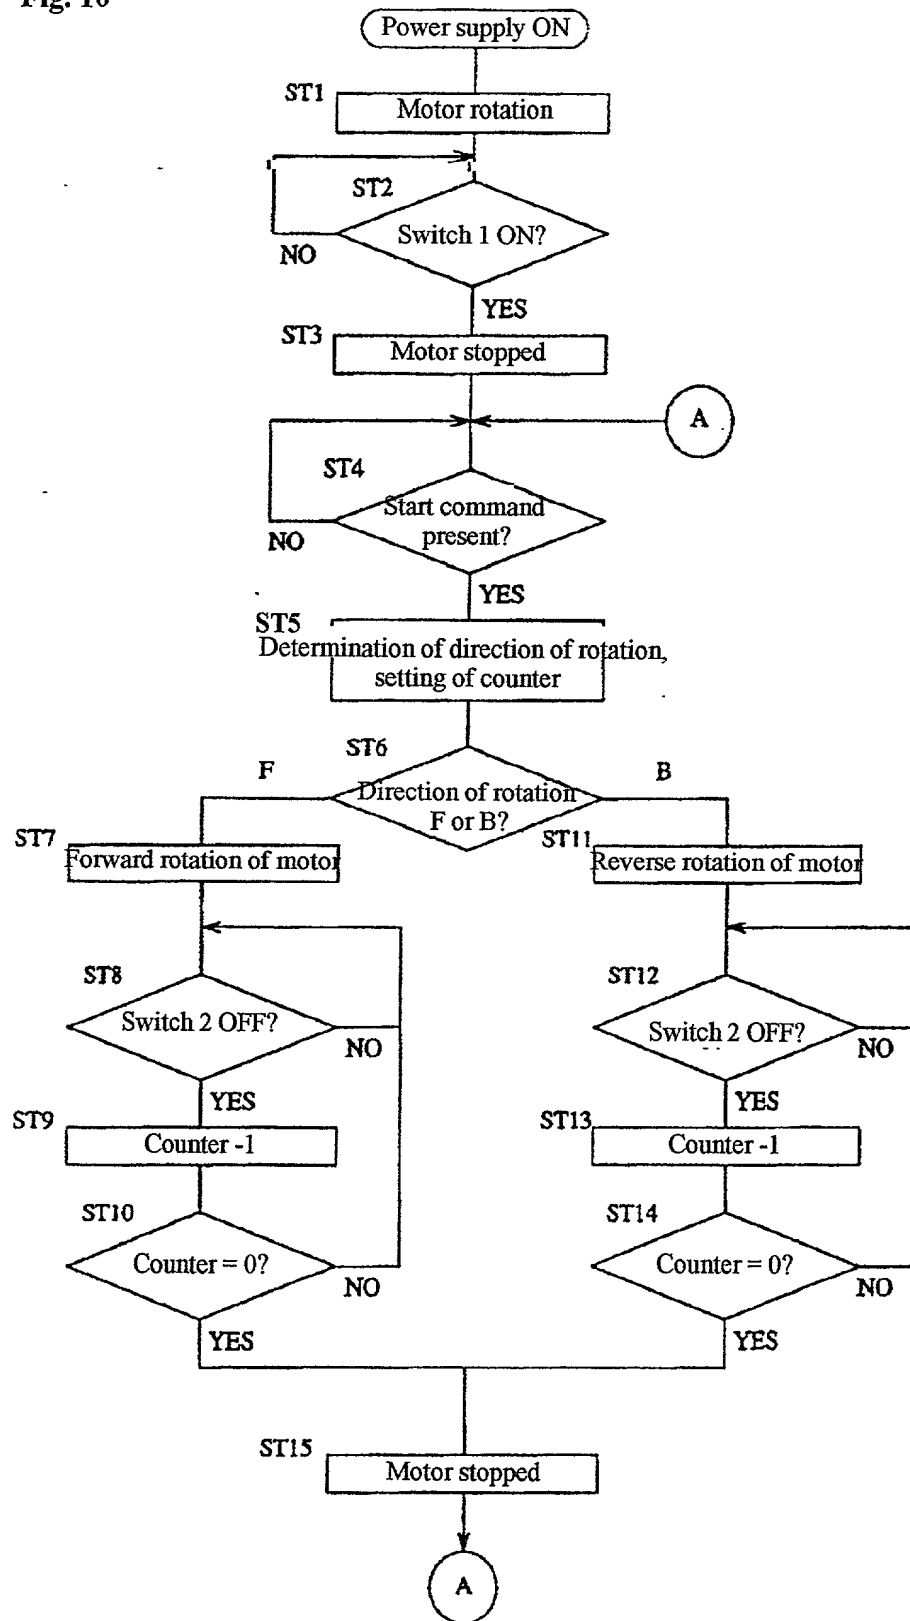 Fig. 10
Power supply ON
ST1
Motor rotation
ST2
Switch 1 ON?
NO
YES
ST3
Motor stopped
A
ST4
Start command
present?
NO
YES
ST5
Determination of direction of rotation,
setting of counter
ST6
F
B
Direction of rotation
F or B?
ST7
Forward rotation of motor
ST8
Switch 2 OFF?
NO
YES
ST9
Counter -1
ST10
Counter = 0?
NO
YES
ST11
Reverse rotation of motor
ST12
Switch 2 OFF?
NO
YES
ST13
Counter -1
ST14
Counter = 0?
NO
YES
ST15
Motor stopped
A